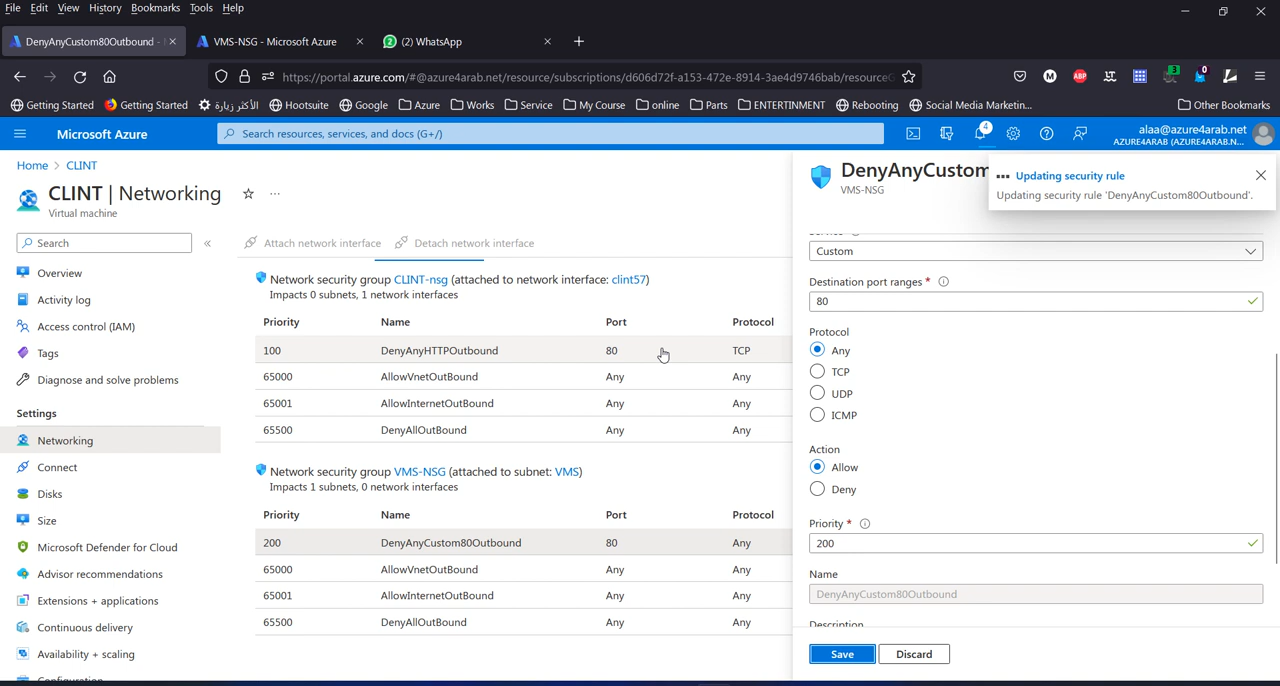 File Edit View History Bookmarks Tools Help
DenyAnyCustom80Outbound -
VMS-NSG - Microsoft Azure
(2) WhatsApp
https://portal.azure.com/#@azure4arab.net/resource/subscriptions/d606d72f-a153-472e-8914-3ae4d9746bab/resourceG
Getting Started Getting Started الأكثر زيارة Hootsuite Google Azure Works Service My Course online Parts ENTERTINMENT Rebooting Social Media Marketin... Other Bookmarks
Microsoft Azure
Search resources, services, and docs (G+/)
4
alaa@azure4arab.net
AZURE4ARAB (AZURE4ARAB.N...
Home > CLINT
CLINT | Networking
Virtual machine
Search
Overview
Activity log
Access control (IAM)
Tags
Diagnose and solve problems
Settings
Networking
Connect
Disks
Size
Microsoft Defender for Cloud
Advisor recommendations
Extensions + applications
Continuous delivery
Availability + scaling
Configuration
Attach network interface Detach network interface
Network security group CLINT-nsg (attached to network interface: clint57)
Impacts 0 subnets, 1 network interfaces
Priority Name Port Protocol
100 DenyAnyHTTPOutbound 80 TCP
65000 AllowVnetOutBound Any Any
65001 AllowInternetOutBound Any Any
65500 DenyAllOutBound Any Any
Network security group VMS-NSG (attached to subnet: VMS)
Impacts 1 subnets, 0 network interfaces
Priority Name Port Protocol
200 DenyAnyCustom80Outbound 80 Any
65000 AllowVnetOutBound Any Any
65001 AllowInternetOutBound Any Any
65500 DenyAllOutBound Any Any
DenyAnyCustom
VMS-NSG
Updating security rule
Updating security rule 'DenyAnyCustom80Outbound'.
Service
Custom
Destination port ranges *
80
Protocol
Any
TCP
UDP
ICMP
Action
Allow
Deny
Priority *
200
Name
DenyAnyCustom80Outbound
Description
Save Discard